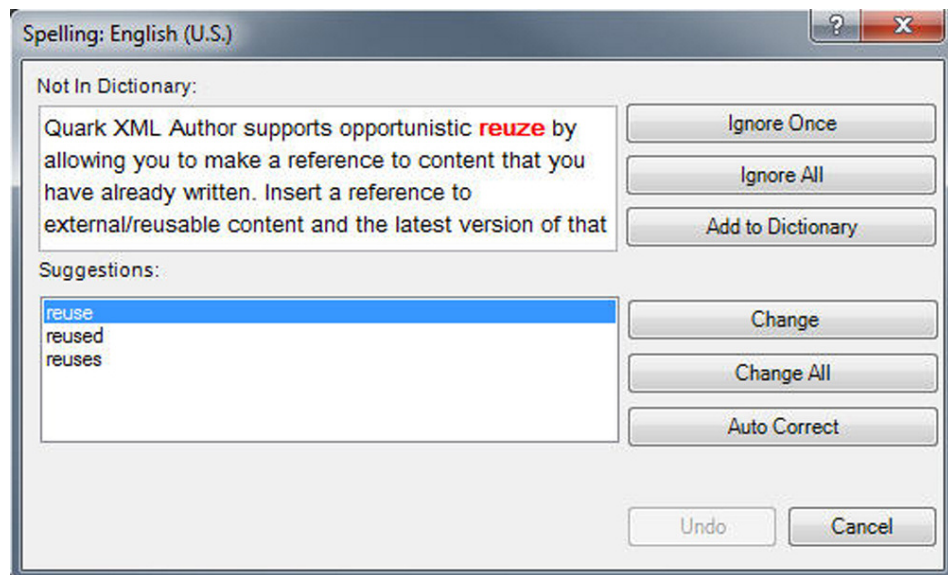 Spelling: English (U.S.)
Not In Dictionary:
Quark XML Author supports opportunistic reuze by
allowing you to make a reference to content that you
have already written. Insert a reference to
external/reusable content and the latest version of that
Ignore Once
Ignore All
Add to Dictionary
Suggestions:
reuse
reused
reuses
Change
Change All
Auto Correct
Undo
Cancel